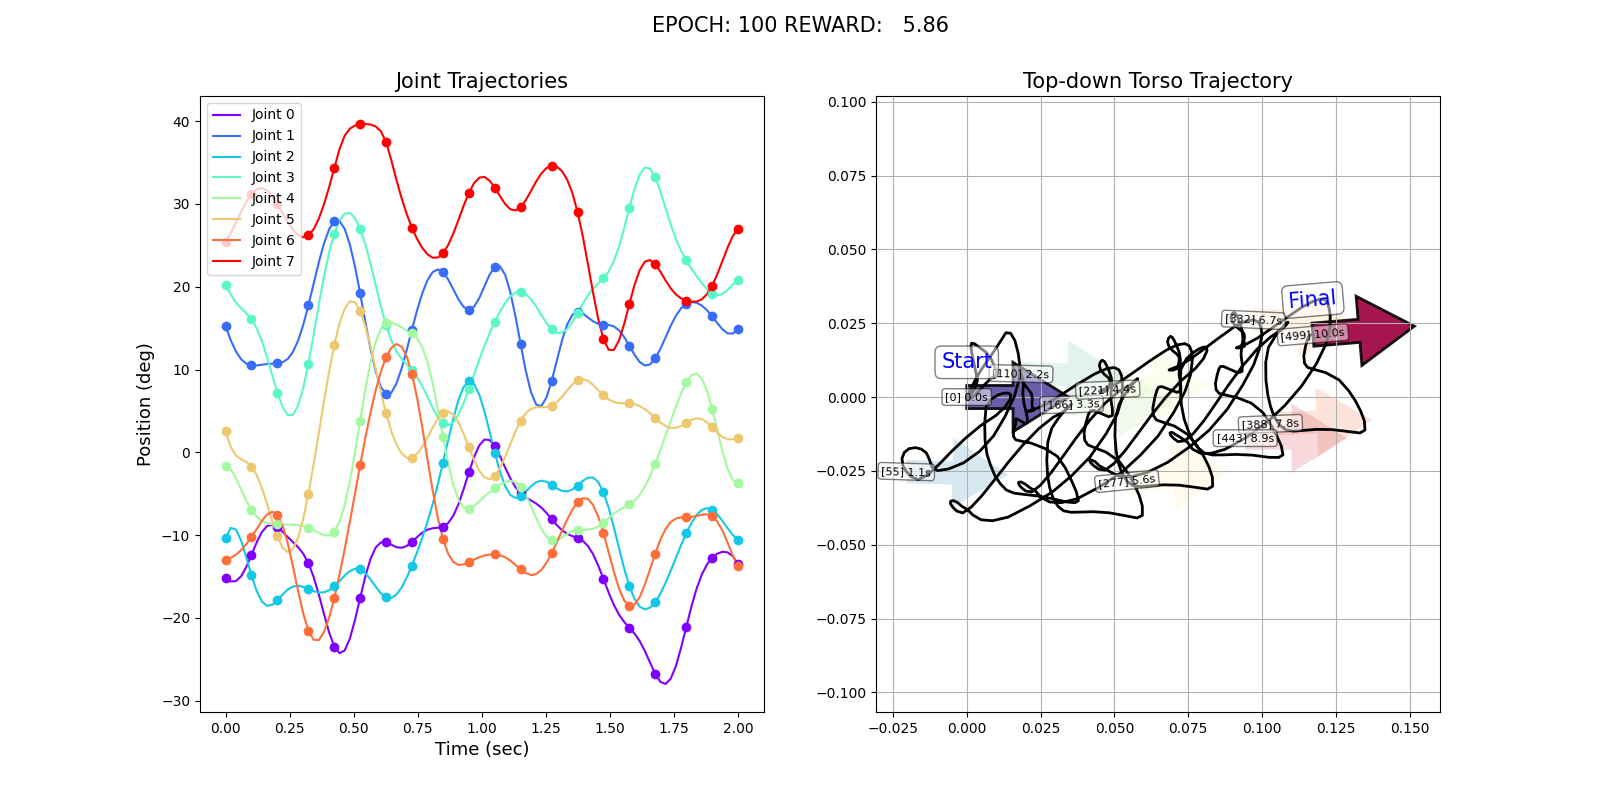 EPOCH: 100 REWARD:   5.86
Joint Trajectories
Position (deg)
40
30
20
10
0
−10
−20
−30
Joint 0
Joint 1
Joint 2
Joint 3
Joint 4
Joint 5
Joint 6
Joint 7
0.00 0.25 0.50 0.75 1.00 1.25 1.50 1.75 2.00
Time (sec)
Top-down Torso Trajectory
0.100
0.075
0.050
0.025
0.000
−0.025
−0.050
−0.075
−0.100
Final
Start
[332] 6.7s
[499] 10.0s
[110] 2.2s
[221] 4.4s
[0] 0.0s
[166] 3.3s
[388] 7.8s
[443] 8.9s
[55] 1.1s
[277] 5.6s
−0.025 0.000 0.025 0.050 0.075 0.100 0.125 0.150